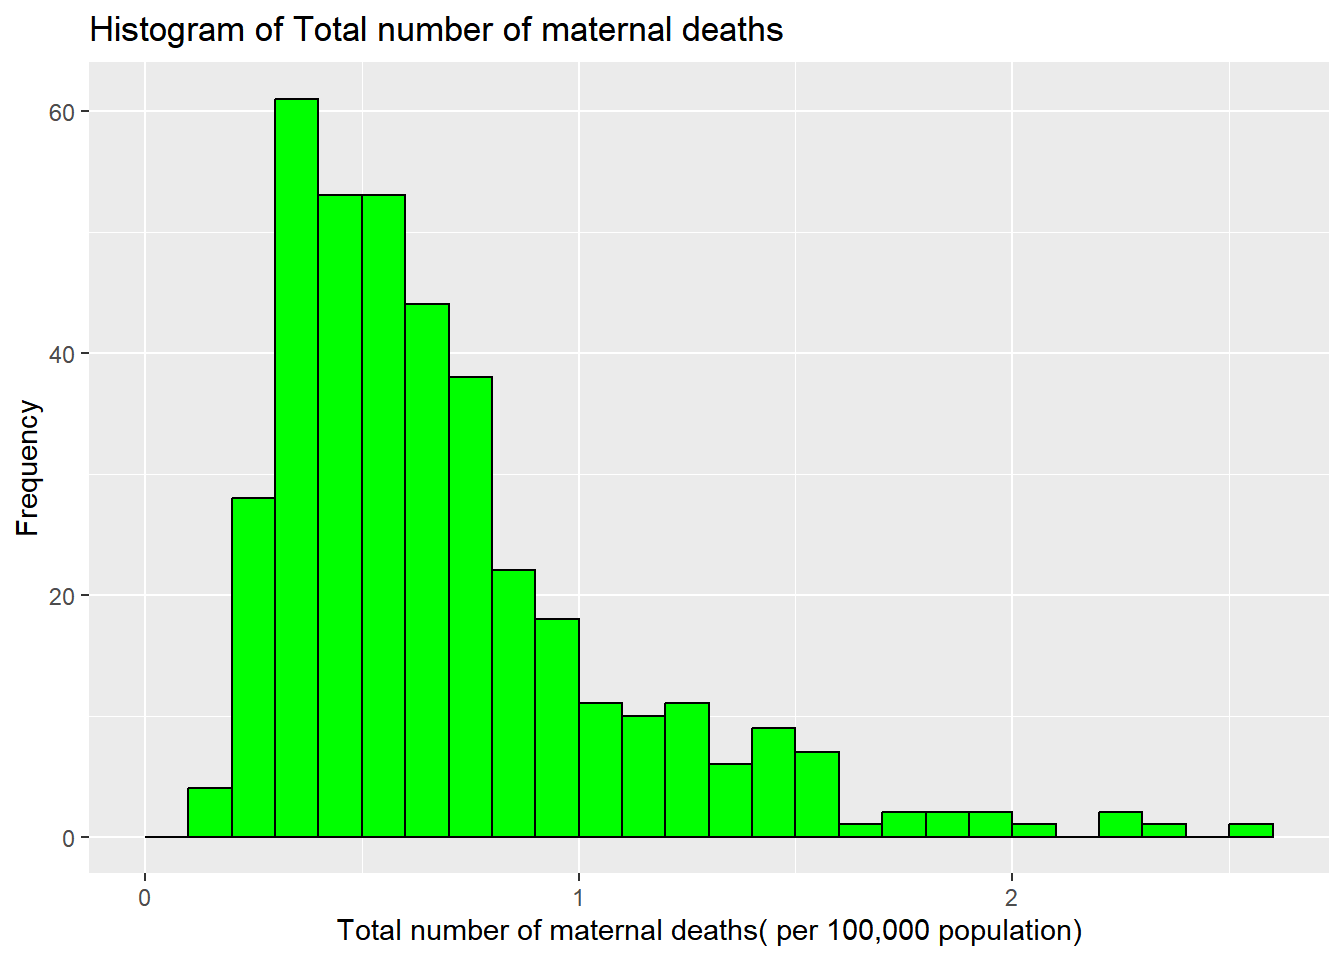 Histogram of Total number of maternal deaths
60
40
20
0
Frequency
0 1 2
Total number of maternal deaths( per 100,000 population)